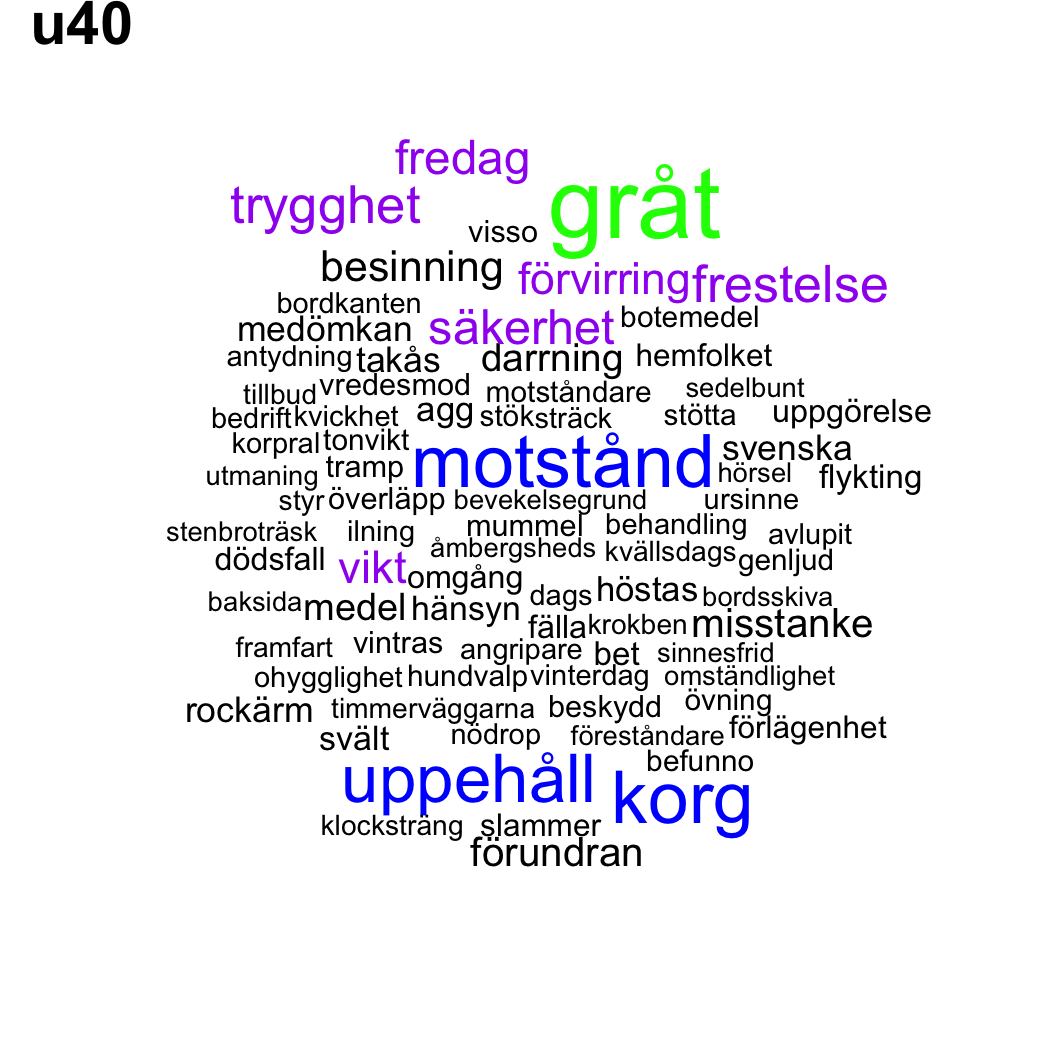 u40
fredag
trygghet gråt
visso
besinning förvirring frestelse
bordkanten
medömkan säkerhet botemedel
antydning takås darrning hemfolket
tillbud vredesmod motståndare sedelbunt
bedrift kvickhet agg stök sträck stötta uppgörelse
korpral tonvikt motstånd svenska
utmaning tramp hörsel flykting
styr överläpp bevekelsegrund ursinne
stenbroträsk ilning mummel behandling avlupit
dödsfall vikt åmbergsheds kvällsdags genljud
omgång
baksida medel hänsyn dags höstas bordsskiva
fälla krokben misstanke
framfart vintras angripare bet sinnesfrid
ohygglighet hundvalp vinterdag omständlighet
rockärm timmerväggarna beskydd övning
svält nödrop föreståndare förlägenhet
befunno
uppehåll korg
klocksträng slammer
förundran